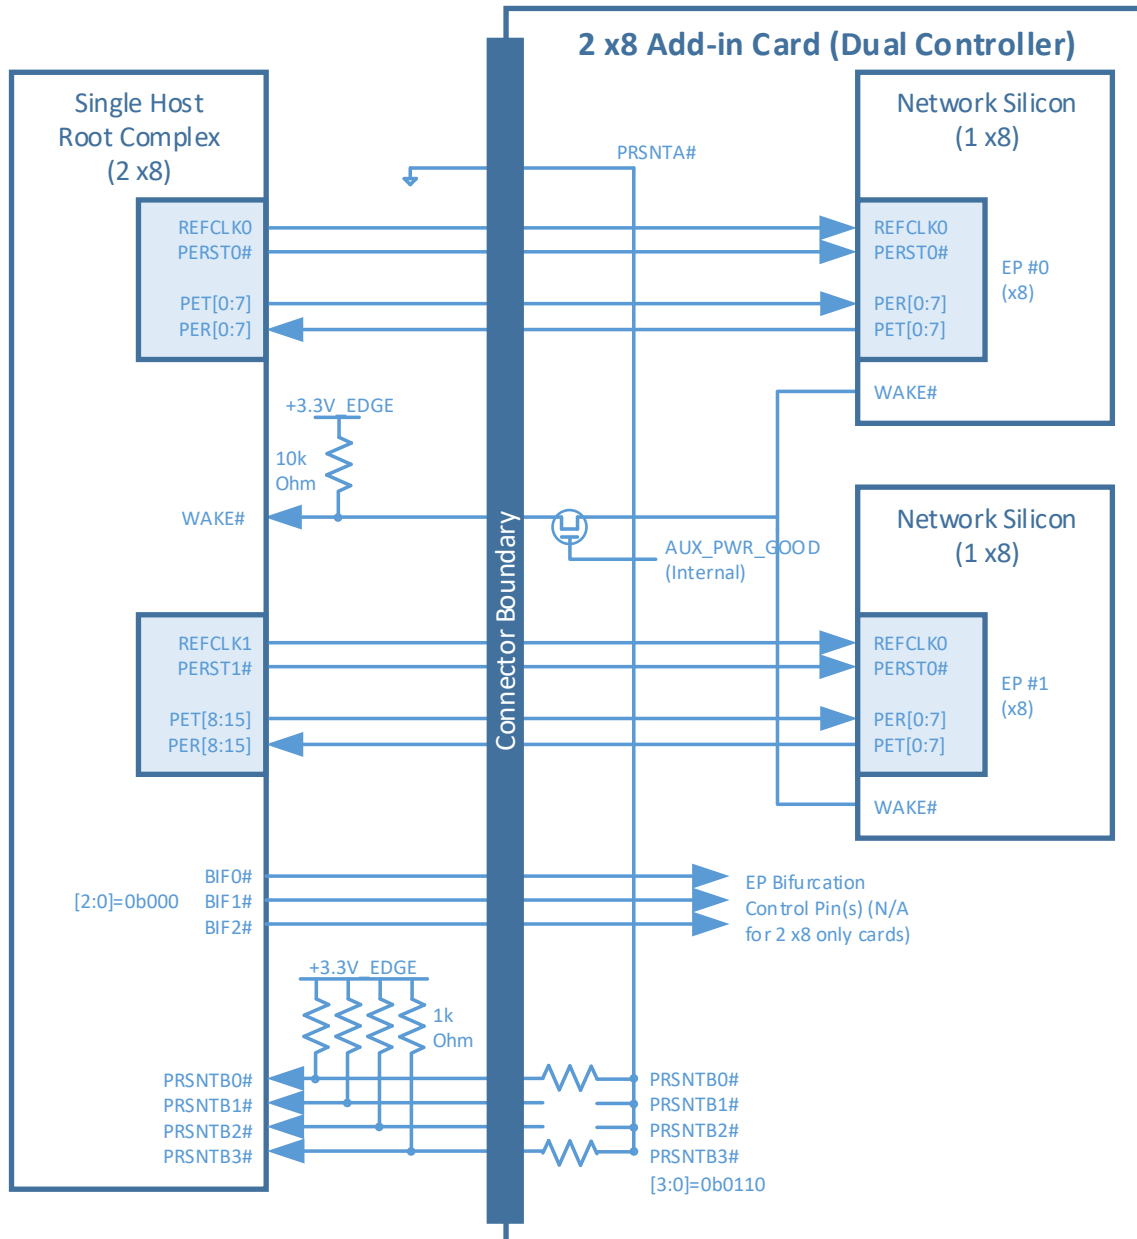 2 x8 Add-in Card (Dual Controller)
Single Host
Root Complex
(2 x8)
Network Silicon
(1 x8)
PRSNTA#
REFCLK0
PERST0#
PET[0:7]
PER[0:7]
REFCLK0
PERST0#
PER[0:7]
PET[0:7]
EP #0
(x8)
WAKE#
+3.3V_EDGE
10k
Ohm
WAKE#
AUX_PWR_GOOD
(Internal)
Connector Boundary
Network Silicon
(1 x8)
REFCLK1
PERST1#
PET[8:15]
PER[8:15]
REFCLK0
PERST0#
PER[0:7]
PET[0:7]
EP #1
(x8)
WAKE#
[2:0]=0b000
BIF0#
BIF1#
BIF2#
EP Bifurcation
Control Pin(s) (N/A
for 2 x8 only cards)
+3.3V_EDGE
1k
Ohm
PRSNTB0#
PRSNTB1#
PRSNTB2#
PRSNTB3#
PRSNTB0#
PRSNTB1#
PRSNTB2#
PRSNTB3#
[3:0]=0b0110